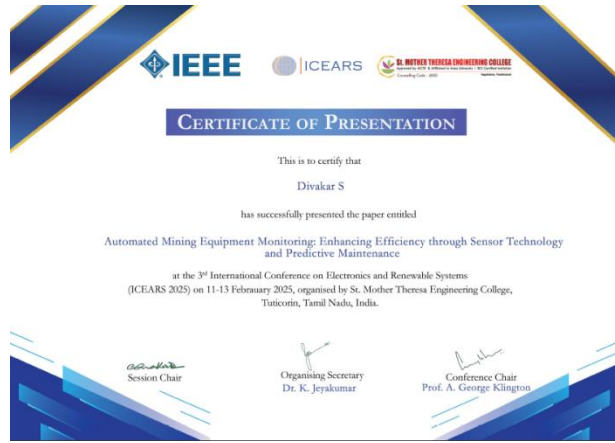 IEEE
ICEARS
ST. MOTHER THERESA ENGINEERING COLLEGE
CERTIFICATE OF PRESENTATION
This is to certify that
Divakar S
has successfully presented the paper entitled
Automated Mining Equipment Monitoring: Enhancing Efficiency through Sensor Technology
and Predictive Maintenance
at the 3rd International Conference on Electronics and Renewable Systems
(ICEARS 2025) on 11-13 Febrauary 2025, organised by St. Mother Theresa Engineering College,
Tuticorin, Tamil Nadu, India.
Session Chair
Organising Secretary
Dr. K. Jeyakumar
Conference Chair
Prof. A. George Klington